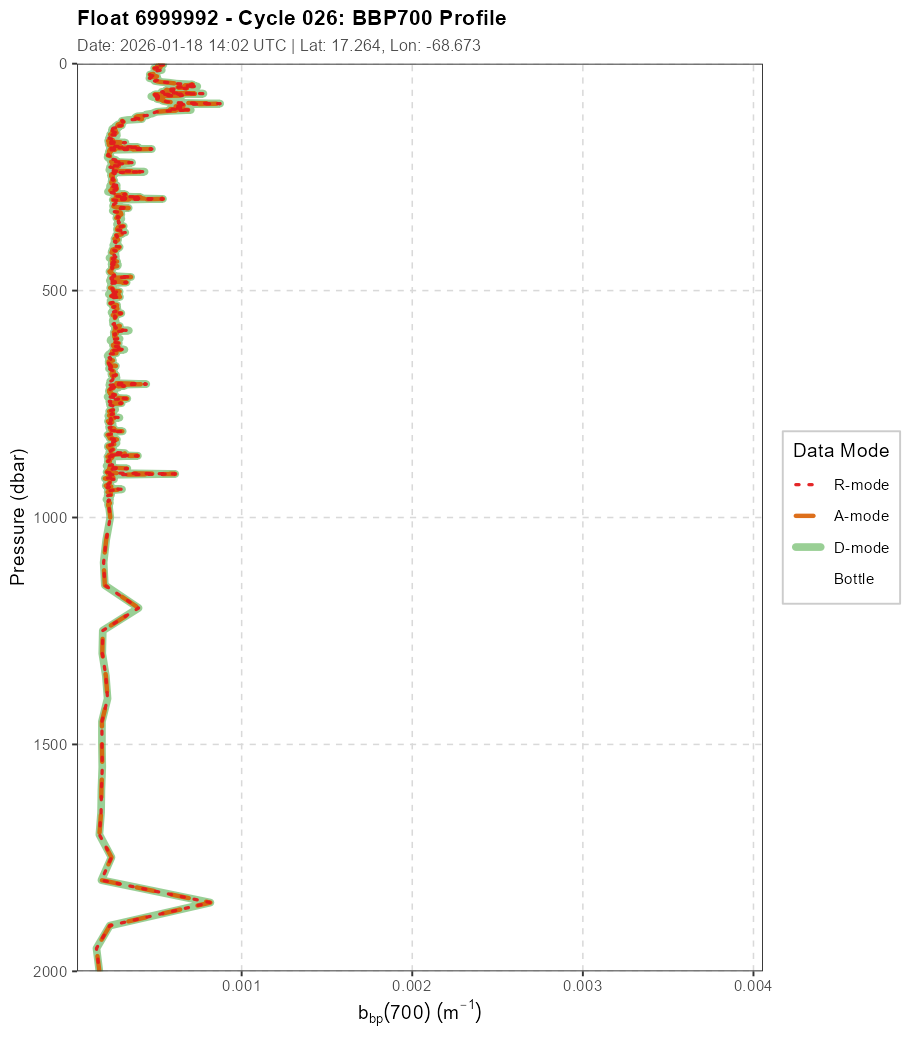 Float 6999992 - Cycle 026: BBP700 Profile
Date: 2026-01-18 14:02 UTC | Lat: 17.264, Lon: -68.673
0
500
1000
1500
2000
Pressure (dbar)
0.001
0.002
0.003
0.004
b_bp(700) (m⁻¹)
Data Mode
R-mode
A-mode
D-mode
Bottle